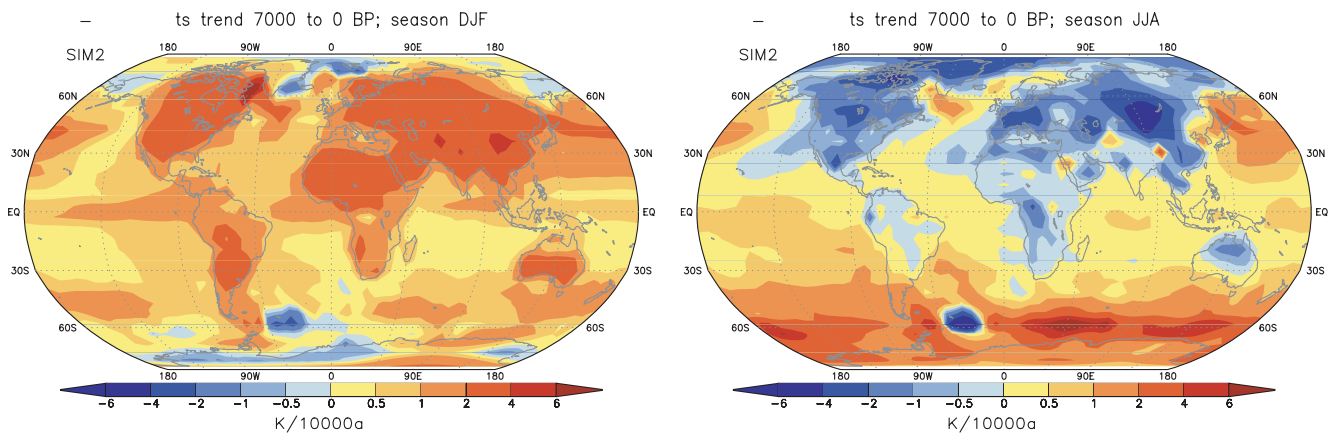 – ts trend 7000 to 0 BP; season DJF
SIM2
180 90W 0 90E 180
60N 60N
30N 30N
EQ EQ
30S 30S
60S 60S
180 90W 0 90E 180
−6 −4 −2 −1 −0.5 0 0.5 1 2 4 6
K/10000a
– ts trend 7000 to 0 BP; season JJA
SIM2
180 90W 0 90E 180
60N 60N
30N 30N
EQ EQ
30S 30S
60S 60S
180 90W 0 90E 180
−6 −4 −2 −1 −0.5 0 0.5 1 2 4 6
K/10000a